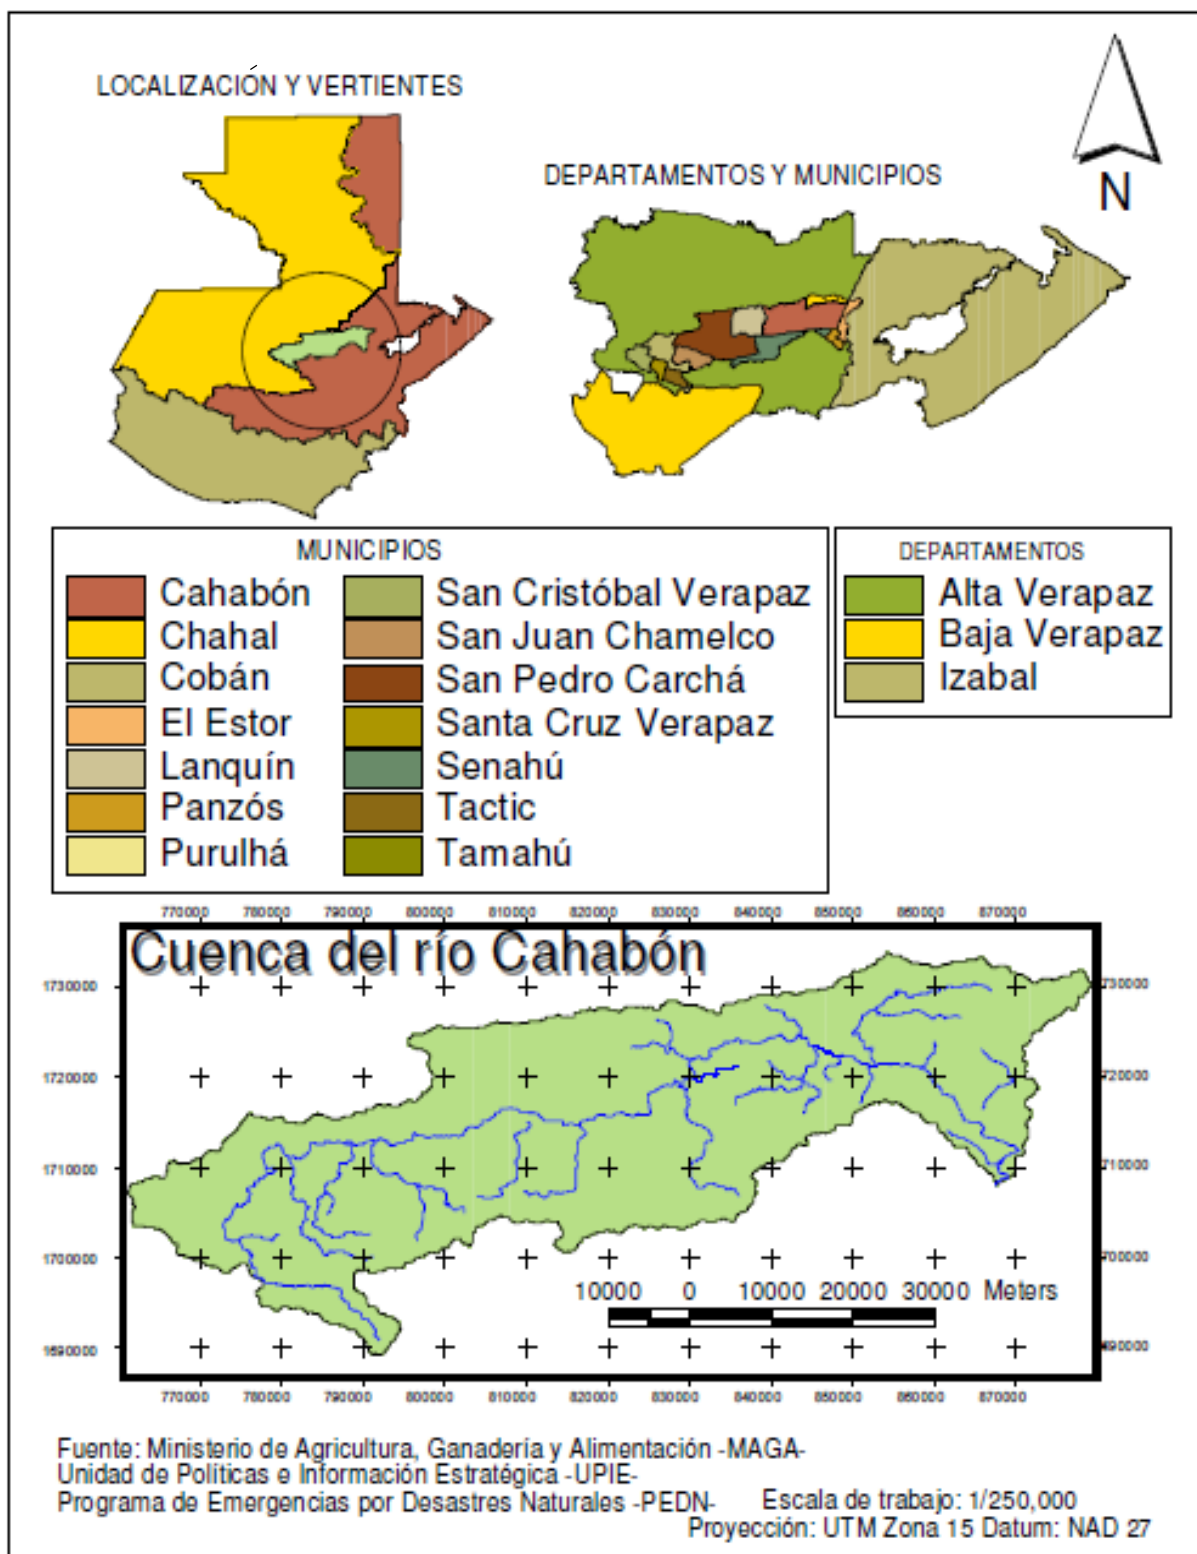 LOCALIZACIÓN Y VERTIENTES
DEPARTAMENTOS Y MUNICIPIOS
N
MUNICIPIOS
Cahabón
Chahal
Cobán
El Estor
Lanquín
Panzós
Purulhá
San Cristóbal Verapaz
San Juan Chamelco
San Pedro Carchá
Santa Cruz Verapaz
Senahú
Tactic
Tamahú
DEPARTAMENTOS
Alta Verapaz
Baja Verapaz
Izabal
770000 780000 790000 800000 810000 820000 830000 840000 850000 860000 870000
Cuenca del río Cahabón
1730000 730000
1720000 720000
1710000 710000
1700000 700000
10000 0 10000 20000 30000 Meters
1690000 690000
770000 780000 790000 800000 810000 820000 830000 840000 850000 860000 870000
Fuente: Ministerio de Agricultura, Ganadería y Alimentación -MAGA-
Unidad de Políticas e Información Estratégica -UPIE-
Programa de Emergencias por Desastres Naturales -PEDN- Escala de trabajo: 1/250,000
Proyección: UTM Zona 15 Datum: NAD 27